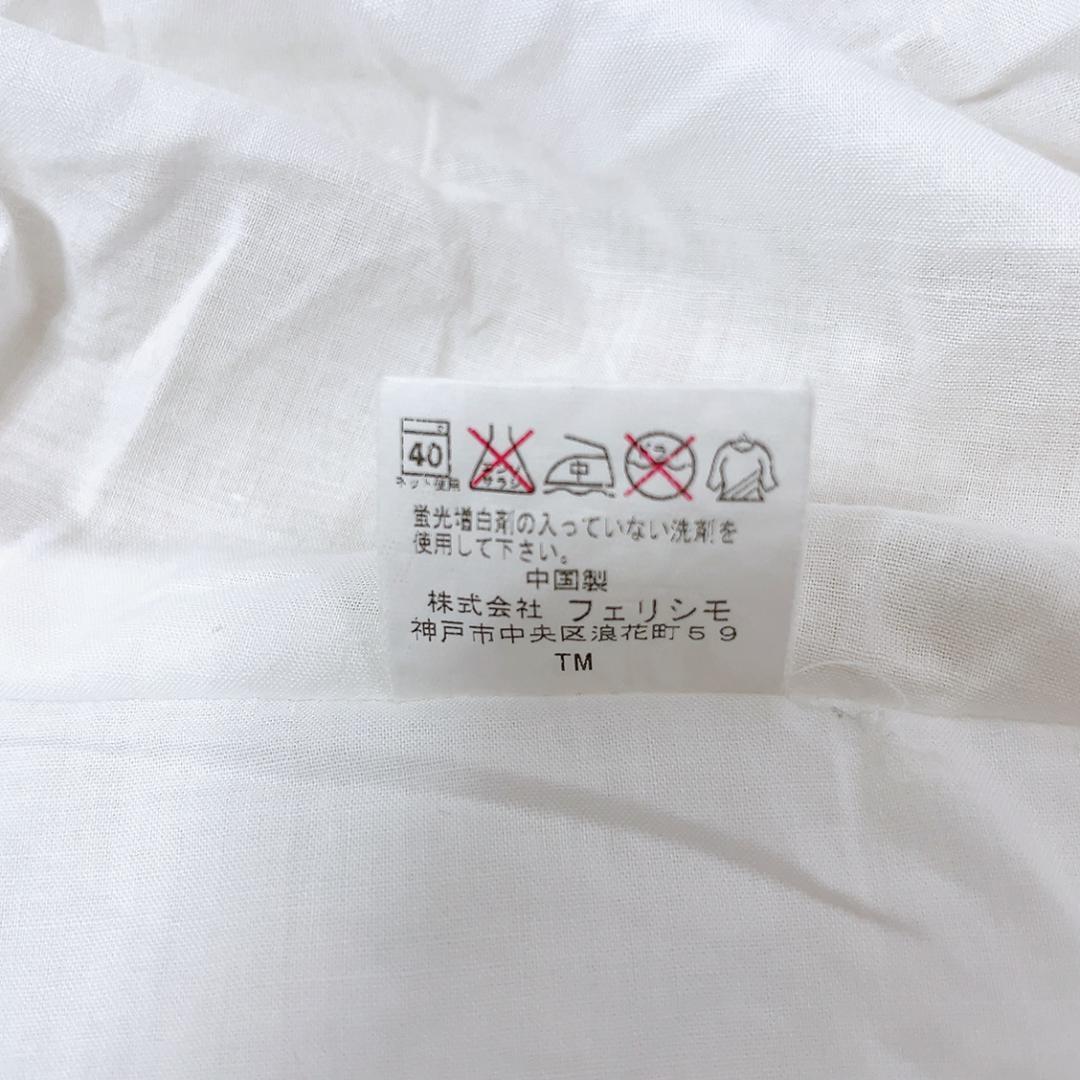 40
ネット使用
エンソ
サラシ
中
蛍光増白剤の入っていない洗剤を
使用して下さい。
中国製
株式会社 フェリシモ
神戸市中央区浪花町59
TM